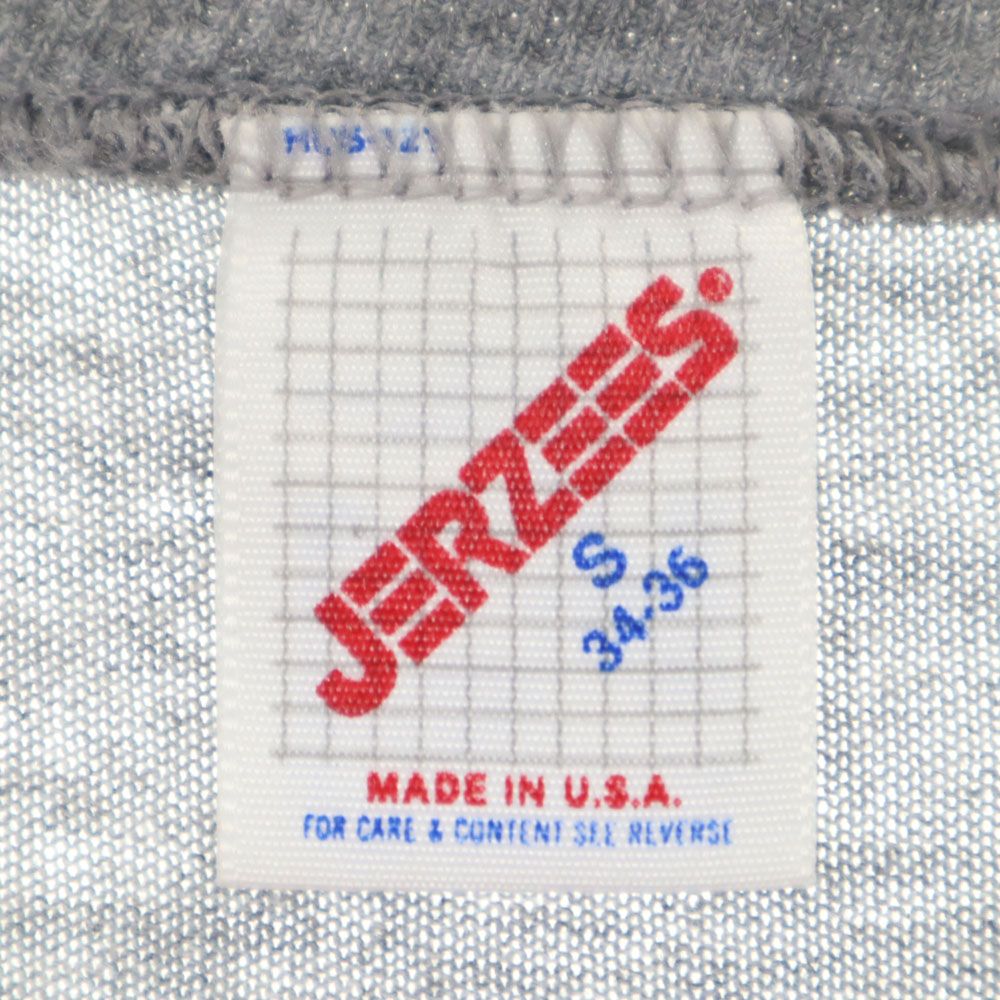 JERZEES®
S
34-36
MADE IN U.S.A.
FOR CARE & CONTENT SEE REVERSE